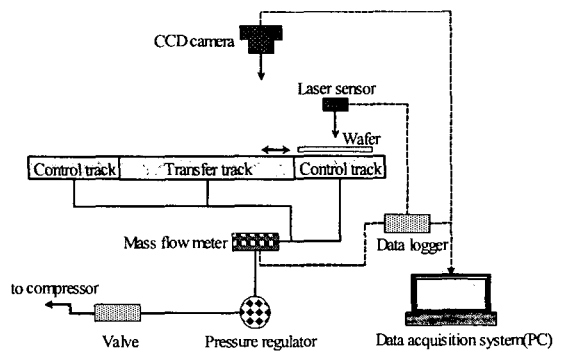 CCD camera
Laser sensor
Wafer
Control track Transfer track Control track
Mass flow meter
Data logger
to compressor
Valve
Pressure regulator
Data acquisition system(PC)